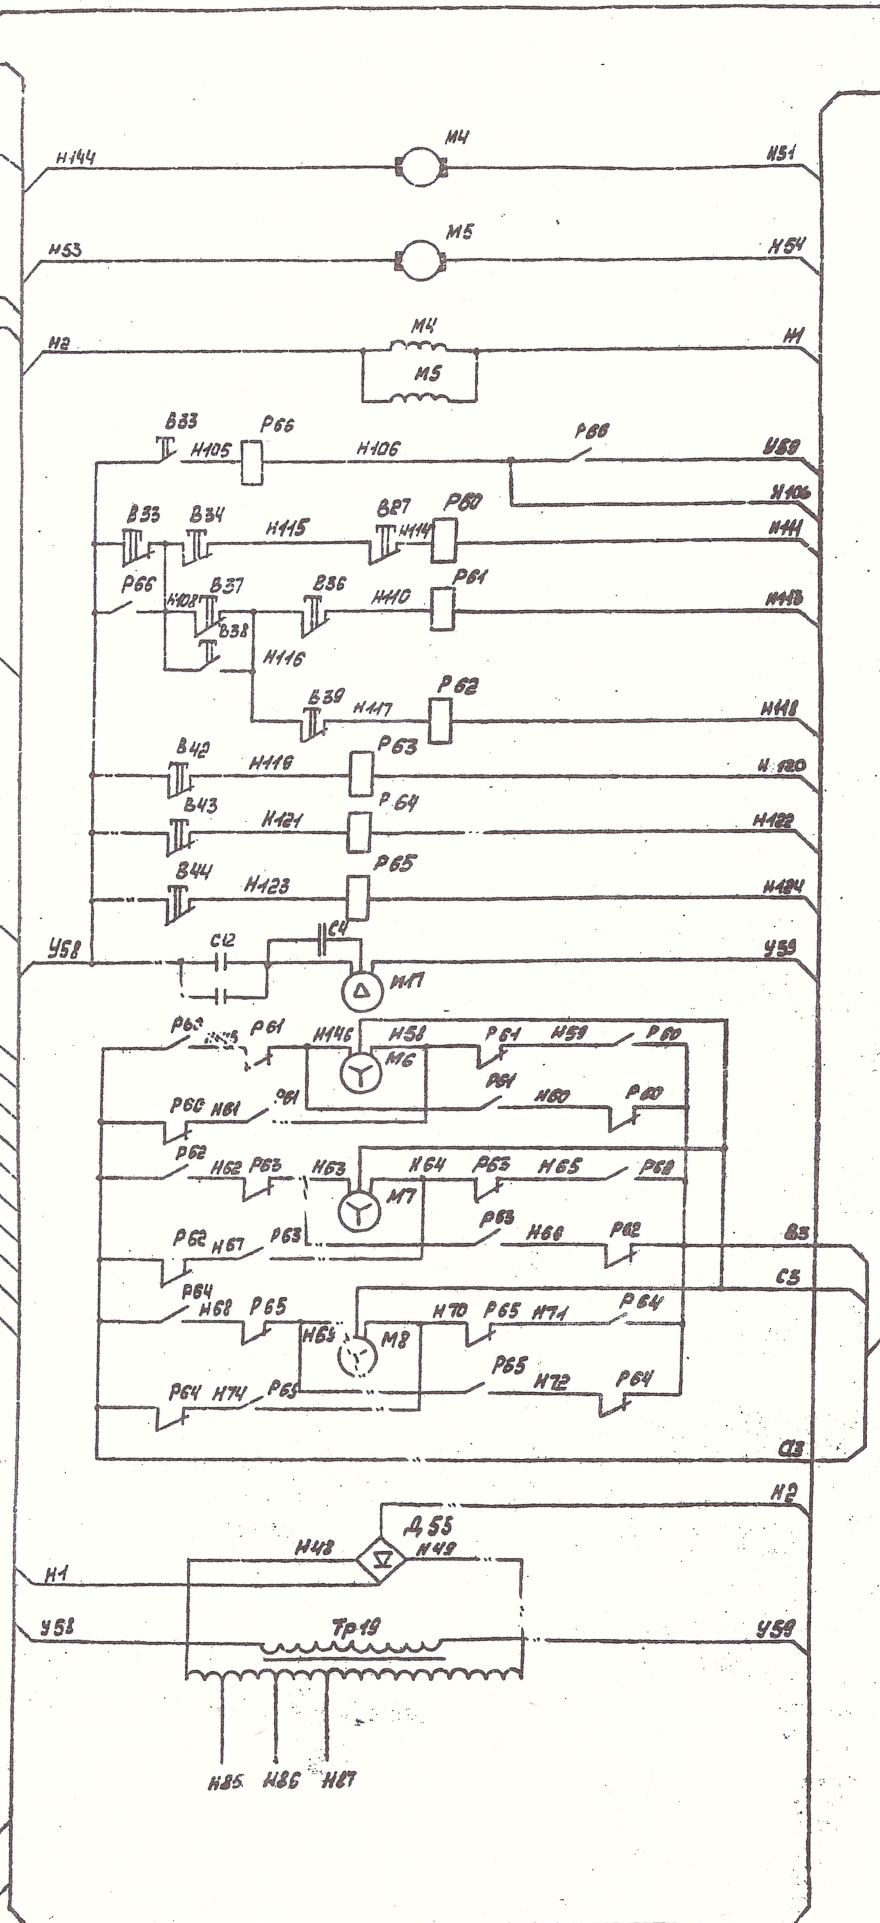 М4
Н144
Н51
М5
Н53
Н54
М4
Н2
Н1
М5
В33
Р66
Н105
Н106
Р66
У59
Н106
В33
В34
Н115
В27
Н114
Р60
Н111
Р66
Н108
В37
В36
Н110
Р61
Н113
В38
Н116
В39
Н117
Р62
Н118
В42
Н119
Р63
Н120
В43
Н121
Р64
Н122
В44
Н123
Р65
Н124
У58
С12
С4
М17
У59
Р60
Р61
Н146
Н58
М6
Р61
Н59
Р60
Р60
Н61
Р61
Р61
Н60
Р60
Р62
Н62
Р63
Н63
Н64
М7
Р63
Н65
Р62
Р62
Н67
Р63
Р63
Н66
Р62
В3
С3
Р64
Н68
Р65
Н69
М8
Н70
Р65
Н71
Р64
Р64
Н74
Р65
Р65
Н72
Р64
Н2
Д55
Н48
Н49
Н1
У58
Тр19
У59
Н85
Н86
Н87